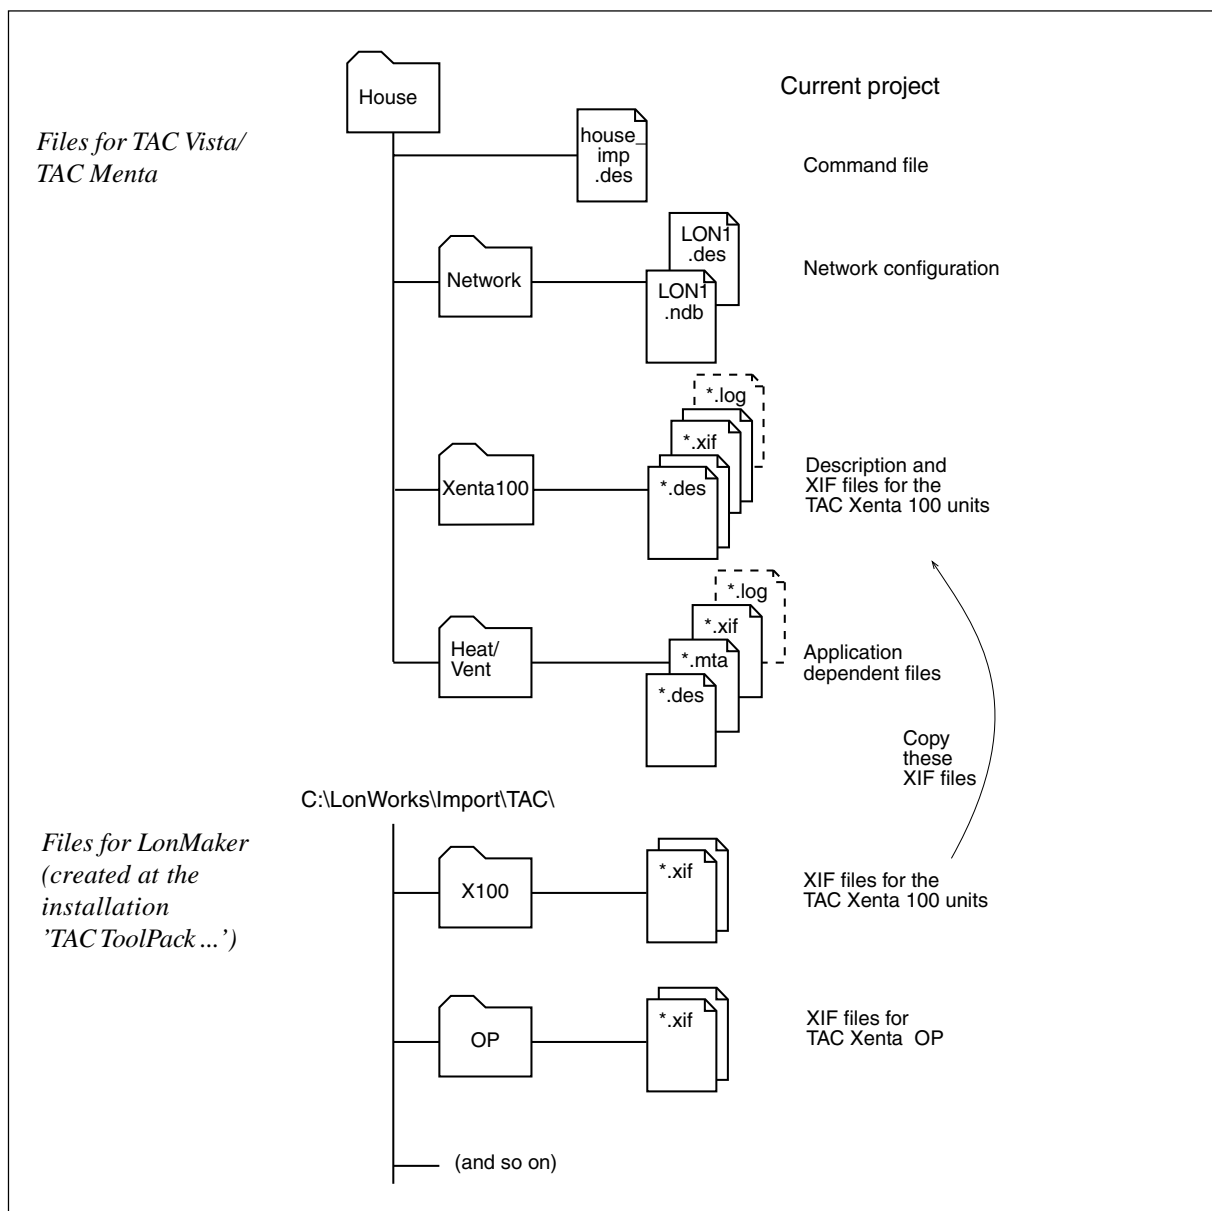 House
Current project
Files for TAC Vista/
TAC Menta
house_
imp
.des
Command file
LON1
.des
Network
LON1
.ndb
Network configuration
*.log
*.xif
Xenta100
*.des
Description and
XIF files for the
TAC Xenta 100 units
*.log
*.xif
Heat/
Vent
*.mta
*.des
Application
dependent files
Copy
these
XIF files
C:\LonWorks\Import\TAC\
Files for LonMaker
(created at the
installation
’TAC ToolPack ...’)
X100
*.xif
XIF files for the
TAC Xenta 100 units
OP
*.xif
XIF files for
TAC Xenta OP
(and so on)